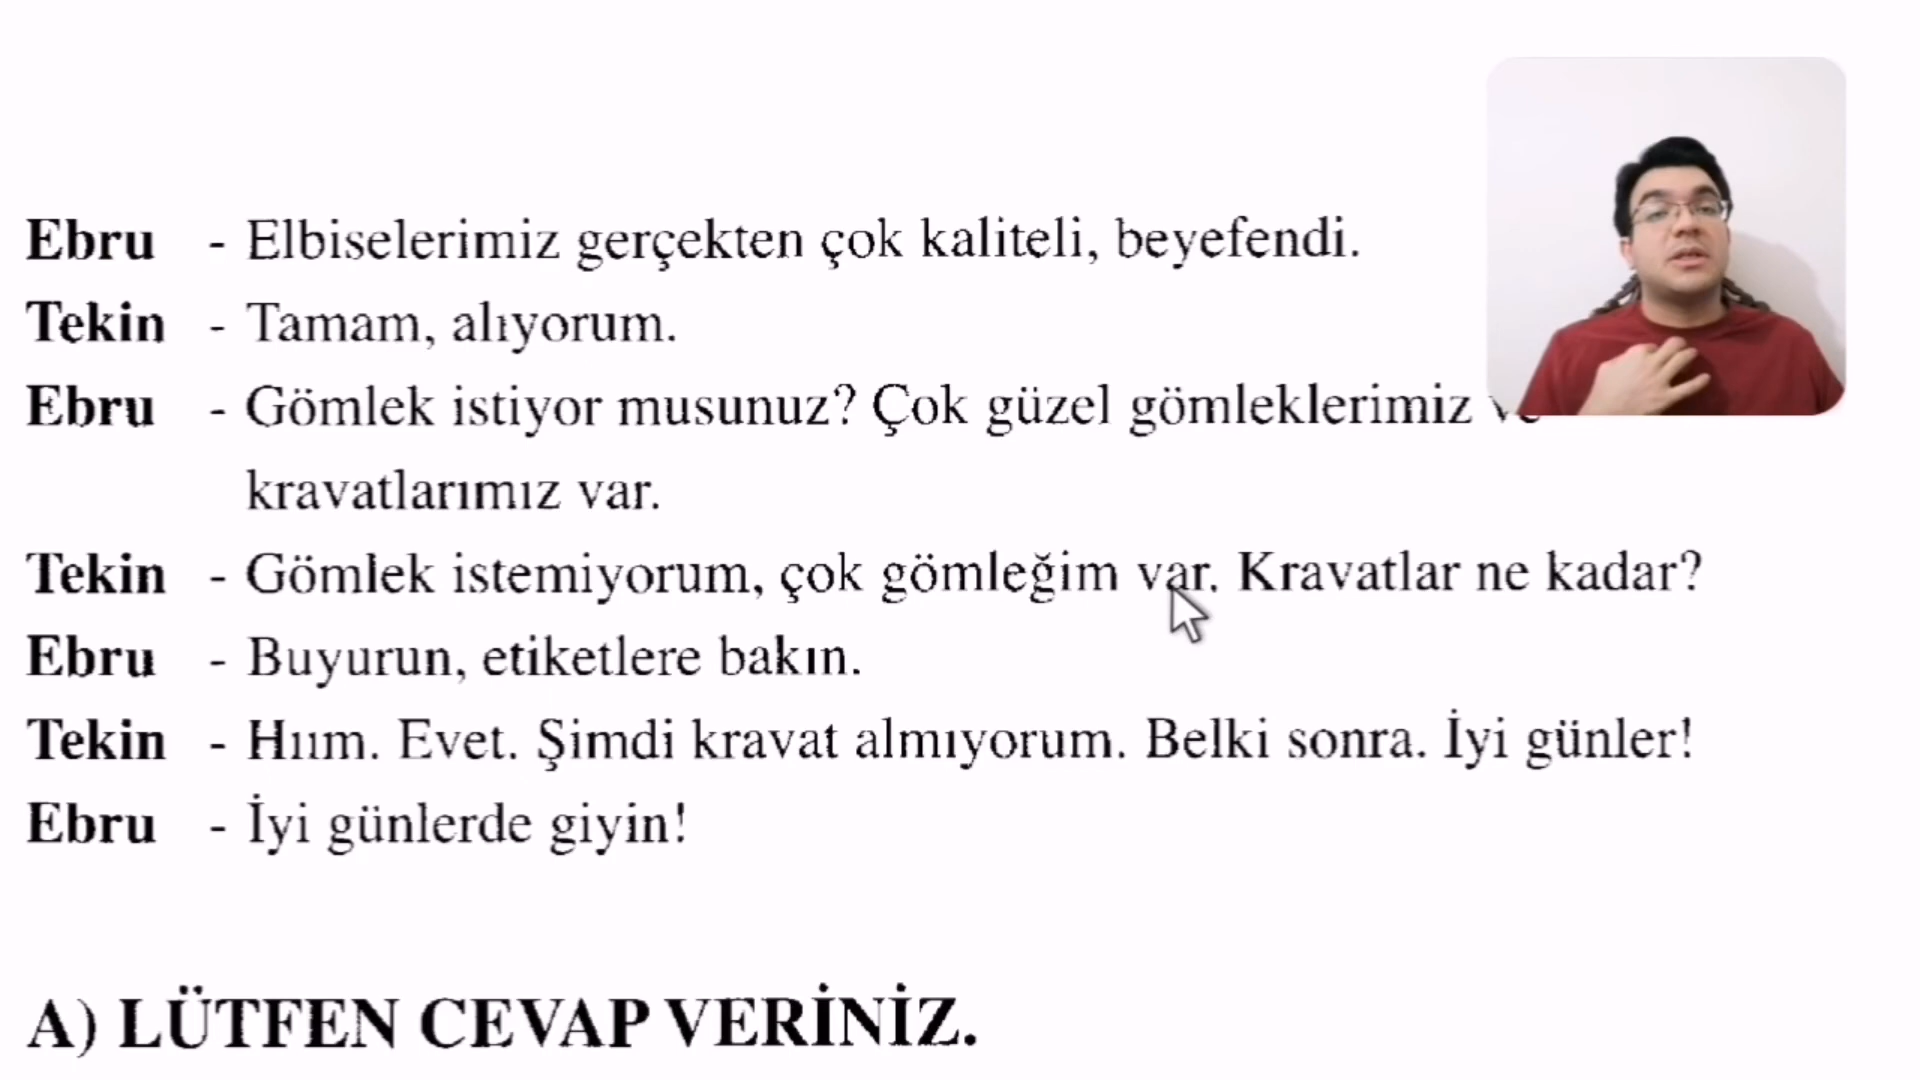 Ebru - Elbiselerimiz gerçekten çok kaliteli, beyefendi.
Tekin - Tamam, alıyorum.
Ebru - Gömlek istiyor musunuz? Çok güzel gömleklerimiz ve
kravatlarımız var.
Tekin - Gömlek istemiyorum, çok gömleğim var. Kravatlar ne kadar?
Ebru - Buyurun, etiketlere bakın.
Tekin - Hıım. Evet. Şimdi kravat almıyorum. Belki sonra. İyi günler!
Ebru - İyi günlerde giyin!
A) LÜTFEN CEVAP VERİNİZ.